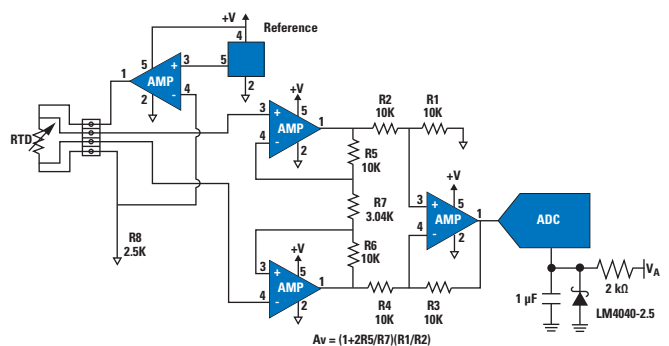 +V
Reference
4
5
1
3
5
+
AMP
-
4
2
2
RTD
R8
2.5K
3
+V
+
5
AMP
1
4
-
2
R2
10K
R1
10K
R5
10K
R7
3.04K
R6
10K
+V
3
+
5
AMP
1
4
-
2
ADC
+V
3
+
5
AMP
1
4
-
2
R4
10K
R3
10K
1 µF
2 kΩ
VA
LM4040-2.5
Av = (1+2R5/R7)(R1/R2)